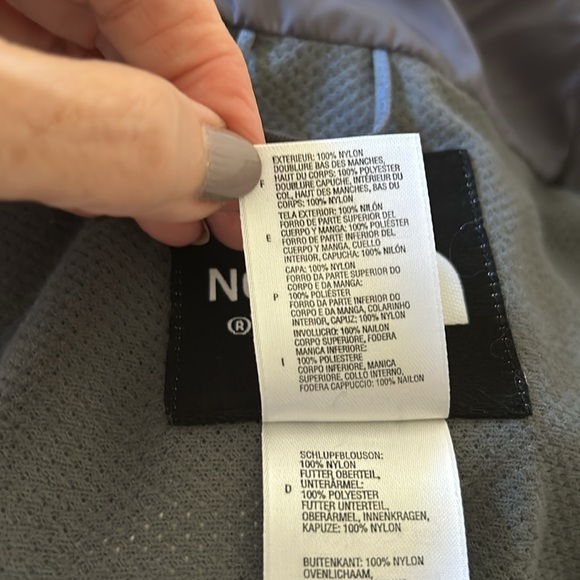 F
EXTERIEUR: 100% NYLON
DOUBLURE BAS DES MANCHES,
HAUT DU CORPS: 100% POLYESTER
DOUBLURE CAPUCHE, INTÉRIEUR DU
COL, HAUT DES MANCHES, BAS DU
CORPS: 100% NYLON
E
TELA EXTERIOR: 100% NILÓN
FORRO DE PARTE SUPERIOR DEL
CUERPO Y MANGA: 100% POLIÉSTER
FORRO DE PARTE INFERIOR DEL
CUERPO Y MANGA, CUELLO
INTERIOR, CAPUCHA: 100% NILÓN
P
CAPA: 100% NYLON
FORRO DA PARTE SUPERIOR DO
CORPO E DA MANGA:
100% POLIÉSTER
FORRO DA PARTE INFERIOR DO
CORPO E DA MANGA, COLARINHO
INTERIOR, CAPUZ: 100% NYLON
I
INVOLUCRO: 100% NAILON
CORPO SUPERIORE, FODERA
MANICA INFERIORE:
100% POLIESTERE
CORPO INFERIORE, MANICA
SUPERIORE, COLLO INTERNO,
FODERA CAPPUCCIO: 100% NAILON
N
®
D
SCHLUPFBLOUSON:
100% NYLON
FUTTER OBERTEIL,
UNTERÄRMEL:
100% POLYESTER
FUTTER UNTERTEIL,
OBERÄRMEL, INNENKRAGEN,
KAPUZE: 100% NYLON
BUITENKANT: 100% NYLON
OVENLICHAAM,